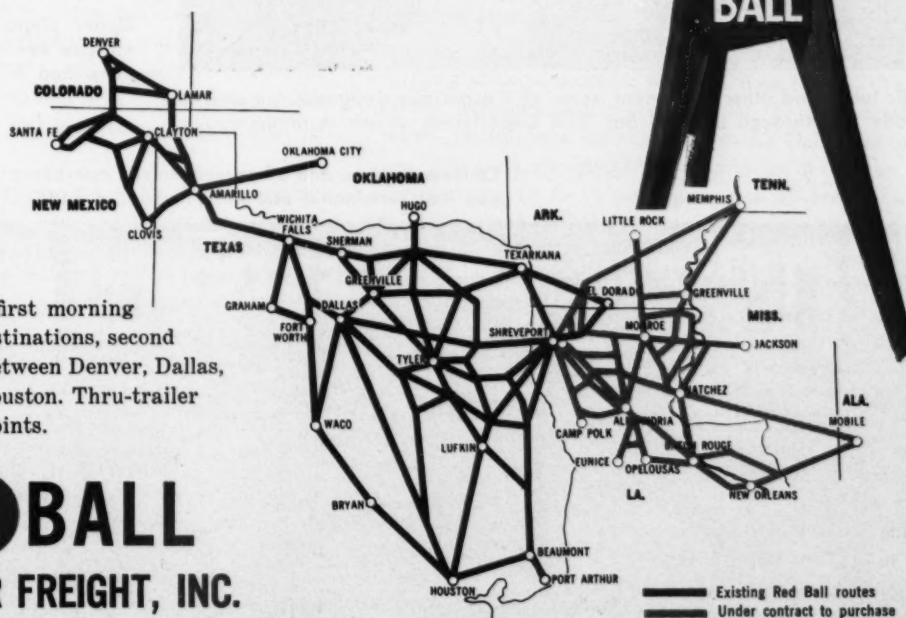 BALL
DENVER
COLORADO
LAMAR
SANTA FE
CLAYTON
OKLAHOMA CITY
OKLAHOMA
AMARILLO
NEW MEXICO
CLOVIS
TEXAS
WICHITA
FALLS
HUGO
ARK.
TENN.
MEMPHIS
LITTLE ROCK
SHERMAN
TEXARKANA
GREENVILLE
EL DORADO
GREENVILLE
GRAHAM
FORT
WORTH
DALLAS
SHREVEPORT
MONROE
MISS.
JACKSON
TYLER
NATCHEZ
ALA.
MOBILE
WACO
LUFKIN
CAMP POLK
ALEXANDRIA
BATON ROUGE
EUNICE
OPELOUSAS
LA.
NEW ORLEANS
BRYAN
BEAUMONT
HOUSTON
PORT ARTHUR
first morning
stinations, second
etween Denver, Dallas,
ouston. Thru-trailer
oints.
BALL
R FREIGHT, INC.
Existing Red Ball routes
Under contract to purchase